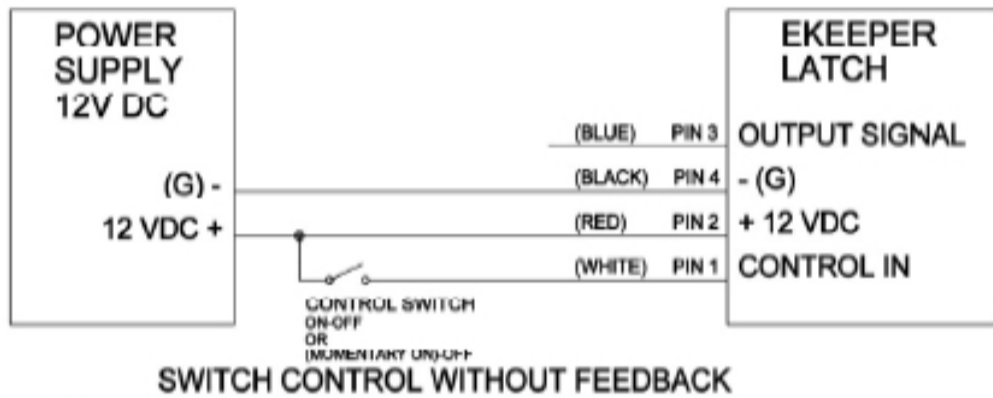 POWER
SUPPLY
12V DC
(G) -
12 VDC +
EKEEPER
LATCH
(BLUE) PIN 3 OUTPUT SIGNAL
(BLACK) PIN 4 - (G)
(RED) PIN 2 + 12 VDC
(WHITE) PIN 1 CONTROL IN
CONTROL SWITCH
ON-OFF
OR
(MOMENTARY ON)-OFF
SWITCH CONTROL WITHOUT FEEDBACK